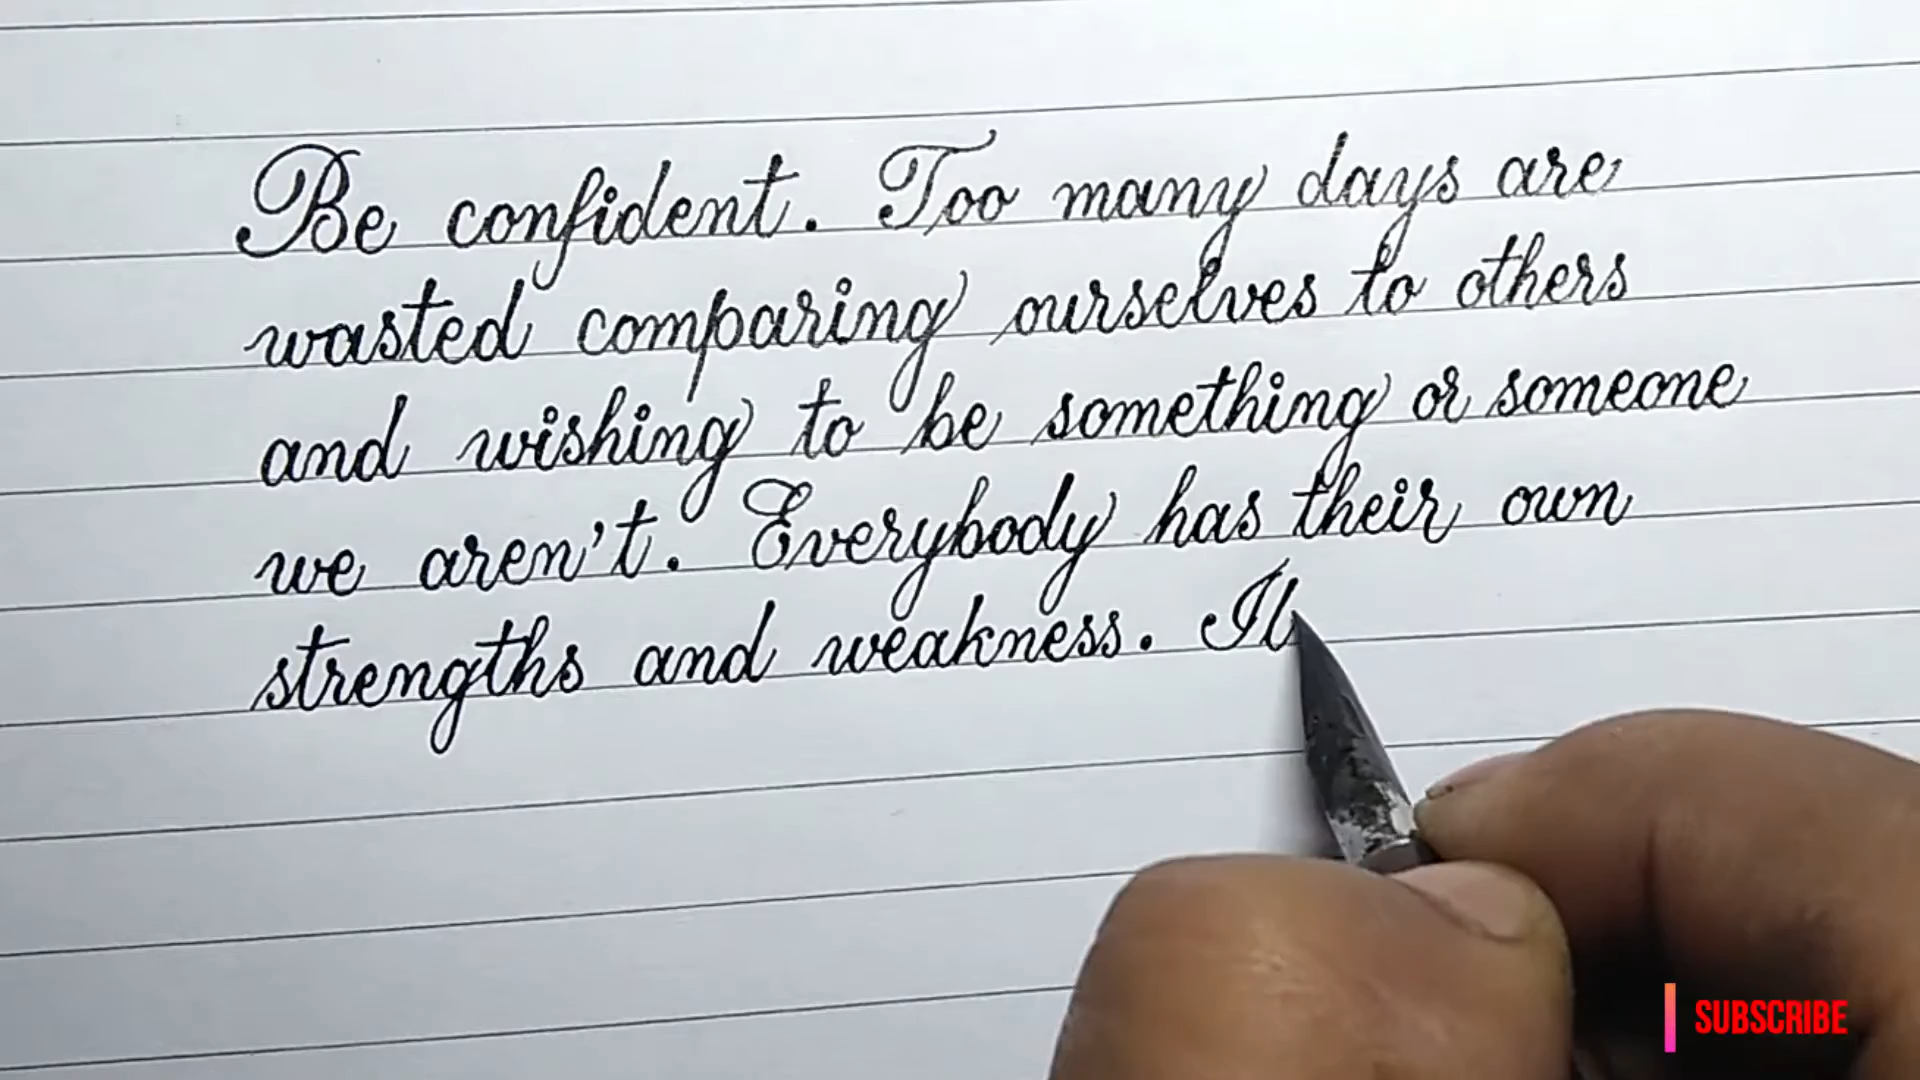 Be confident. Too many days are
wasted comparing ourselves to others
and wishing to be something or someone
we aren't. Everybody has their own
strengths and weakness. It
SUBSCRIBE